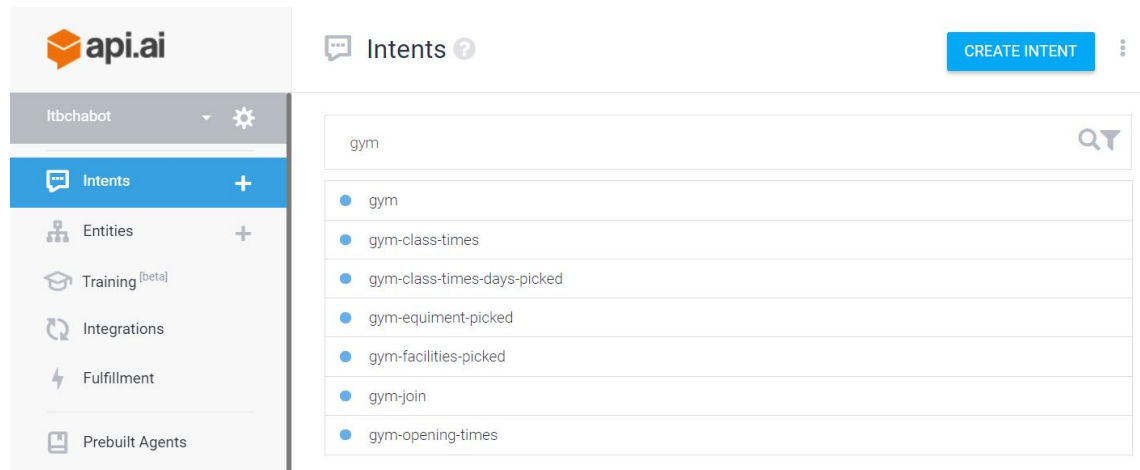 api.ai
Intents
CREATE INTENT
ltbchabot
Intents
Entities
Training [beta]
Integrations
Fulfillment
Prebuilt Agents
gym
gym
gym-class-times
gym-class-times-days-picked
gym-equiment-picked
gym-facilities-picked
gym-join
gym-opening-times